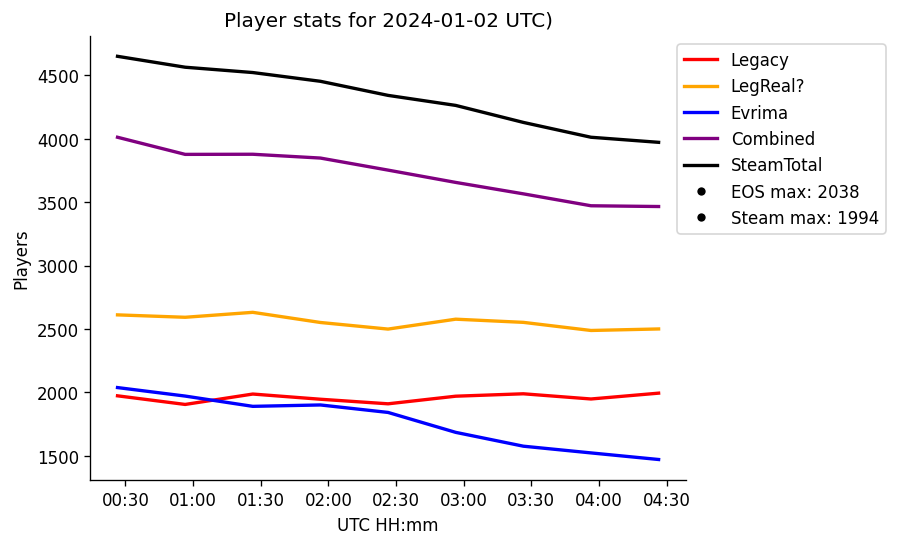 Player stats for 2024-01-02 UTC)
Legacy
LegReal?
Evrima
Combined
SteamTotal
EOS max: 2038
Steam max: 1994
Players
4500
4000
3500
3000
2500
2000
1500
00:30 01:00 01:30 02:00 02:30 03:00 03:30 04:00 04:30
UTC HH:mm